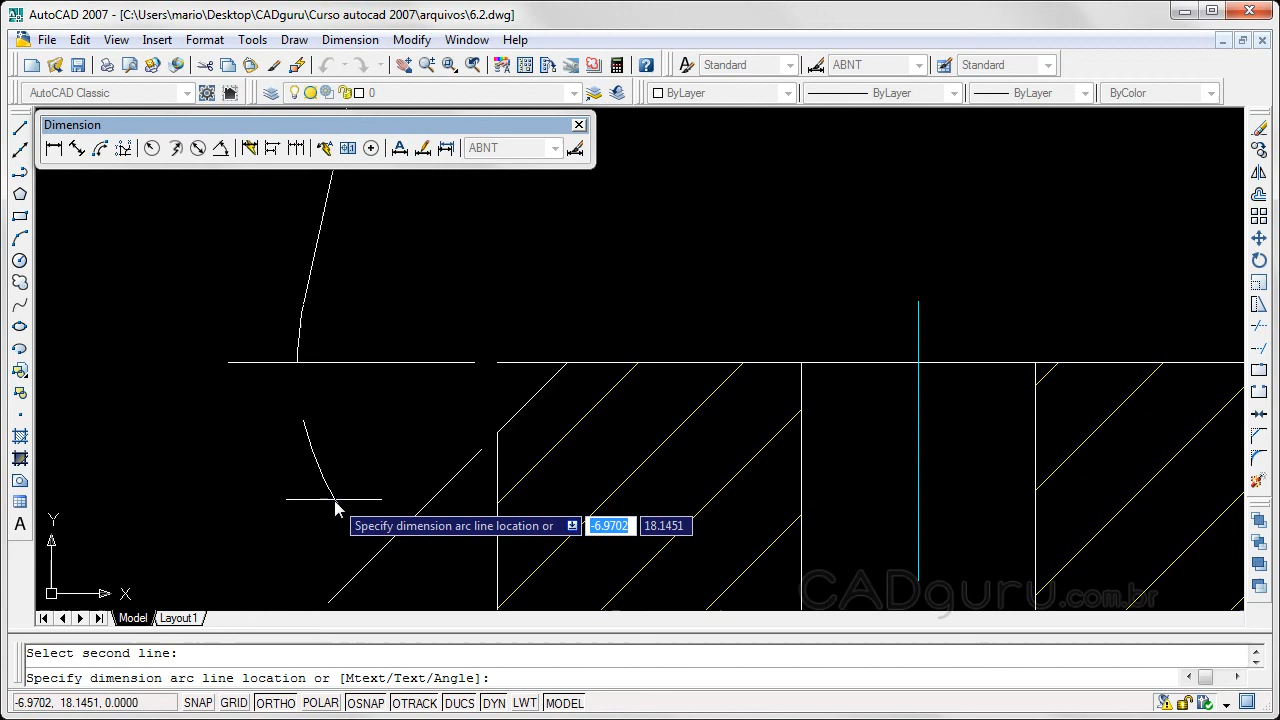 AutoCAD 2007 - [C:\Users\mario\Desktop\CADguru\Curso autocad 2007\arquivos\6.2.dwg]
File Edit View Insert Format Tools Draw Dimension Modify Window Help
Standard ABNT Standard
AutoCAD Classic 0 ByLayer ByLayer ByLayer ByColor
Dimension
ABNT
Specify dimension arc line location or -6.9702 18.1451
Y
X
CADguru.com.br
Model Layout1
Select second line:
Specify dimension arc line location or [Mtext/Text/Angle]:
-6.9702, 18.1451, 0.0000 SNAP GRID ORTHO POLAR OSNAP OTRACK DUCS DYN LWT MODEL